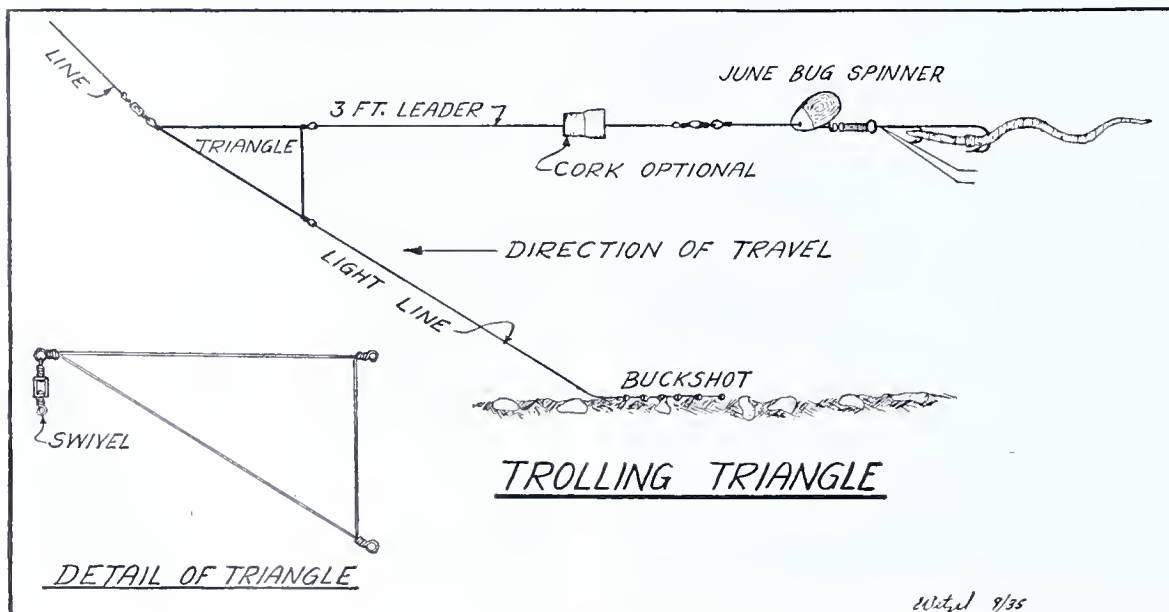 LINE
JUNE BUG SPINNER
3 FT. LEADER
TRIANGLE
CORK OPTIONAL
DIRECTION OF TRAVEL
LIGHT LINE
BUCKSHOT
SWIVEL
TROLLING TRIANGLE
DETAIL OF TRIANGLE
Wetzel 9/35